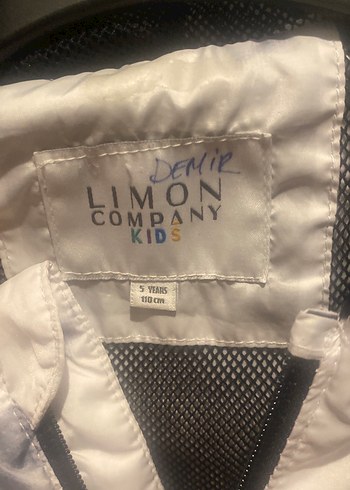 DEMiR
LIMON
COMPANY
KIDS
5 YEARS
110 cm